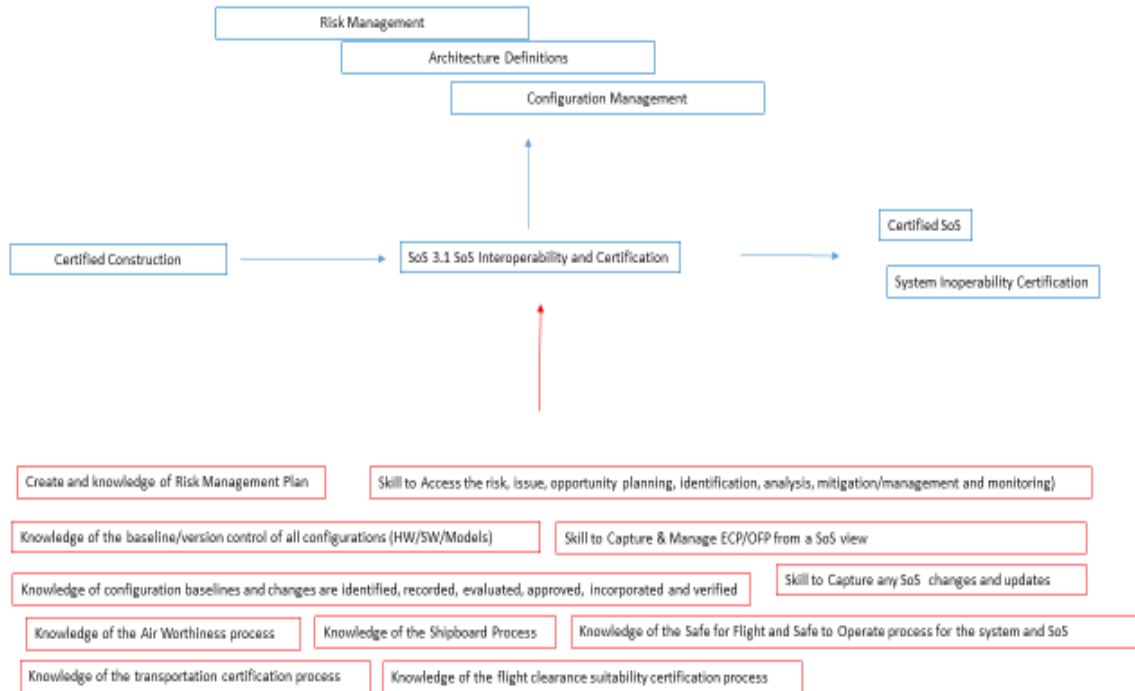 Risk Management
Architecture Definitions
Configuration Management
Certified SoS
Certified Construction
SoS 3.1 SoS Interoperability and Certification
System Inoperability Certification
Create and knowledge of Risk Management Plan
Skill to Access the risk, issue, opportunity planning, identification, analysis, mitigation/management and monitoring)
Knowledge of the baseline/version control of all configurations (HW/SW/Models)
Skill to Capture & Manage ECP/OFP from a SoS view
Knowledge of configuration baselines and changes are identified, recorded, evaluated, approved, incorporated and verified
Skill to Capture any SoS changes and updates
Knowledge of the Air Worthiness process
Knowledge of the Shipboard Process
Knowledge of the Safe for Flight and Safe to Operate process for the system and SoS
Knowledge of the transportation certification process
Knowledge of the flight clearance suitability certification process